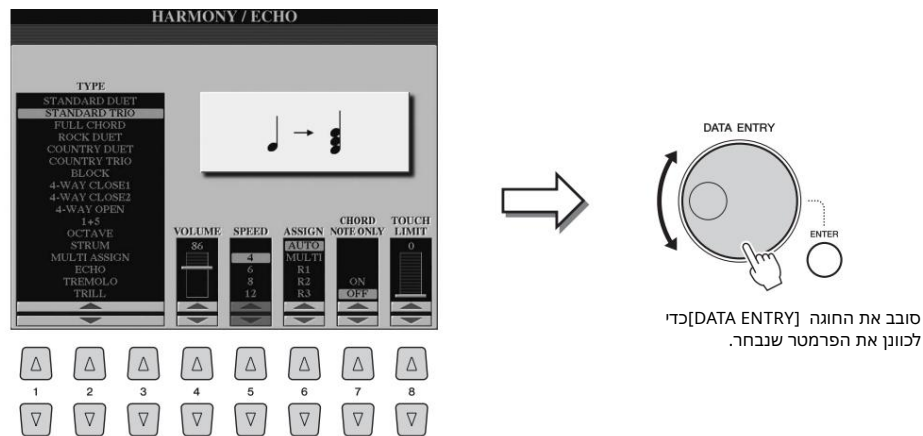 HARMONY / ECHO
TYPE
STANDARD DUET
STANDARD TRIO
FULL CHORD
ROCK DUET
COUNTRY DUET
COUNTRY TRIO
BLOCK
4-WAY CLOSE1
4-WAY CLOSE2
4-WAY OPEN
1+5
OCTAVE
STRUM
MULTI ASSIGN
ECHO
TREMOLO
TRILL
VOLUME
86
SPEED
4
6
8
12
ASSIGN
AUTO
MULTI
R1
R2
R3
CHORD
NOTE ONLY
ON
OFF
TOUCH
LIMIT
0
1 2 3 4 5 6 7 8
DATA ENTRY
ENTER
סובב את החוגה [DATA ENTRY]כדי
לכוונן את הפרמטר שנבחר.